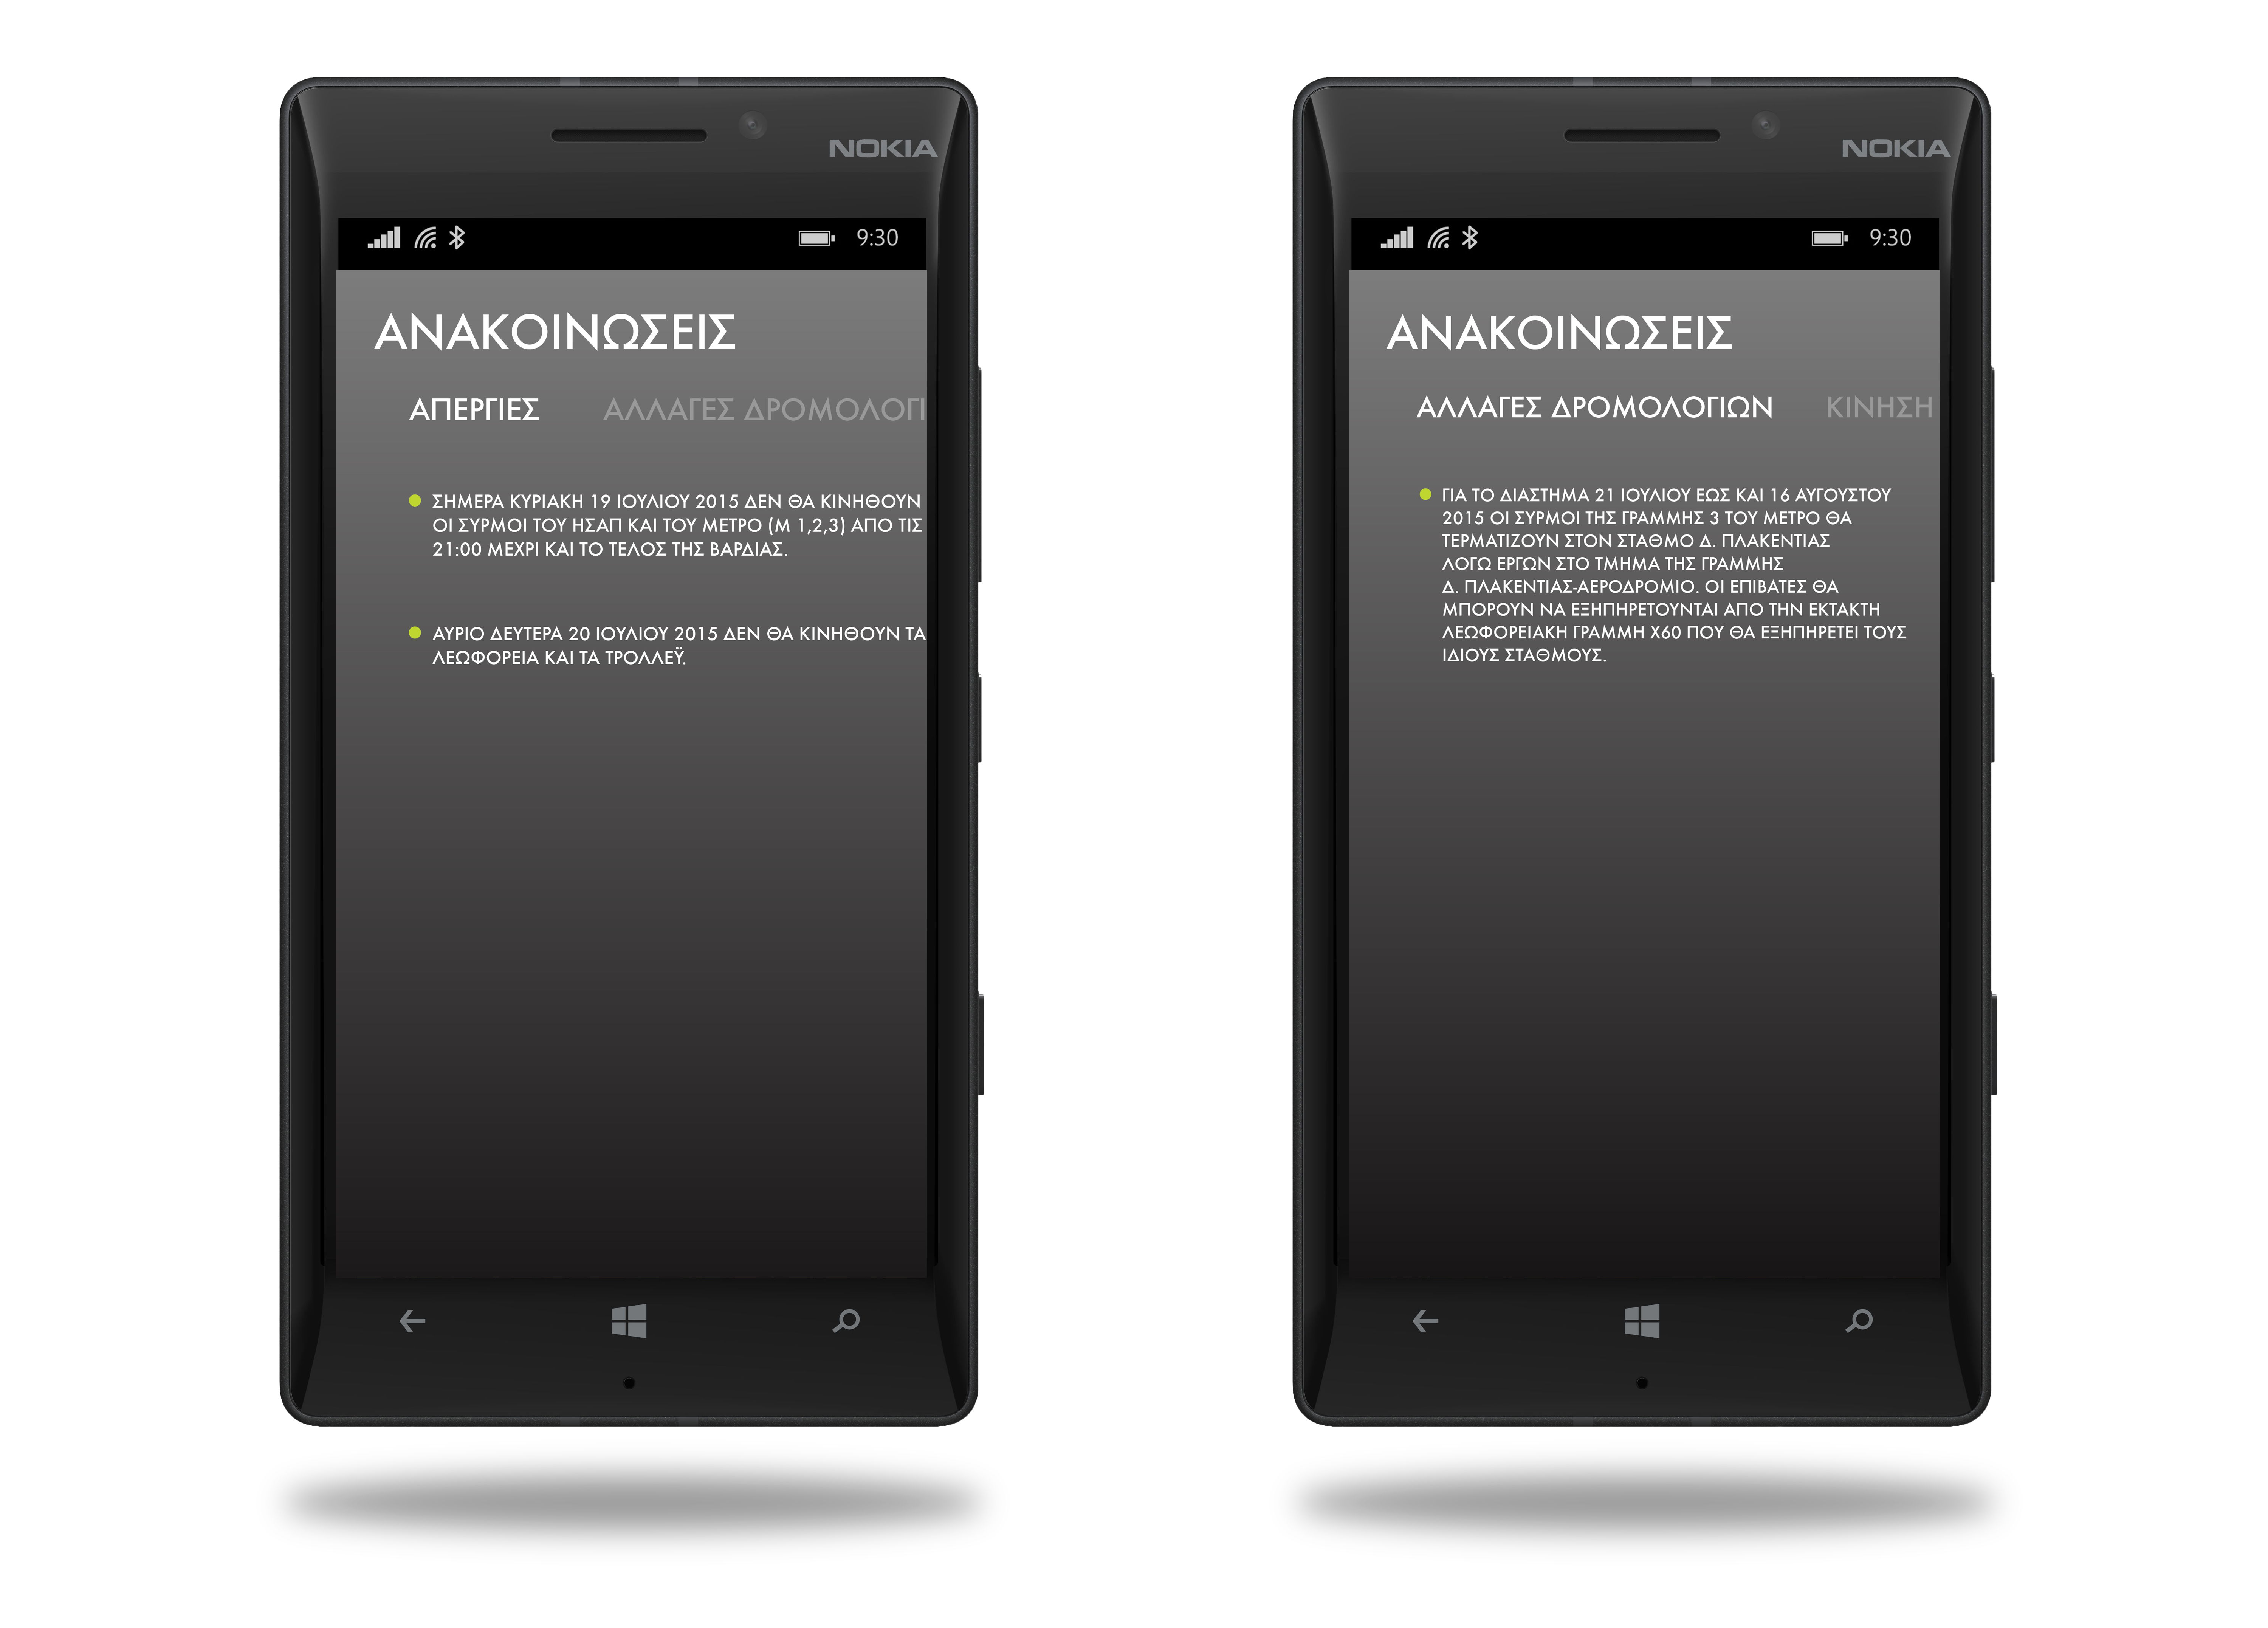 NOKIA
9:30
ΑΝΑΚΟΙΝΩΣΕΙΣ
ΑΠΕΡΓΙΕΣ ΑΛΛΑΓΕΣ ΔΡΟΜΟΛΟΓΙ
ΣΗΜΕΡΑ ΚΥΡΙΑΚΗ 19 ΙΟΥΛΙΟΥ 2015 ΔΕΝ ΘΑ ΚΙΝΗΘΟΥΝ
ΟΙ ΣΥΡΜΟΙ ΤΟΥ ΗΣΑΠ ΚΑΙ ΤΟΥ ΜΕΤΡΟ (Μ 1,2,3) ΑΠΟ ΤΙΣ
21:00 ΜΕΧΡΙ ΚΑΙ ΤΟ ΤΕΛΟΣ ΤΗΣ ΒΑΡΔΙΑΣ.
ΑΥΡΙΟ ΔΕΥΤΕΡΑ 20 ΙΟΥΛΙΟΥ 2015 ΔΕΝ ΘΑ ΚΙΝΗΘΟΥΝ ΤΑ
ΛΕΩΦΟΡΕΙΑ ΚΑΙ ΤΑ ΤΡΟΛΛΕΫ.
NOKIA
9:30
ΑΝΑΚΟΙΝΩΣΕΙΣ
ΑΛΛΑΓΕΣ ΔΡΟΜΟΛΟΓΙΩΝ ΚΙΝΗΣΗ
ΓΙΑ ΤΟ ΔΙΑΣΤΗΜΑ 21 ΙΟΥΛΙΟΥ ΕΩΣ ΚΑΙ 16 ΑΥΓΟΥΣΤΟΥ
2015 ΟΙ ΣΥΡΜΟΙ ΤΗΣ ΓΡΑΜΜΗΣ 3 ΤΟΥ ΜΕΤΡΟ ΘΑ
ΤΕΡΜΑΤΙΖΟΥΝ ΣΤΟΝ ΣΤΑΘΜΟ Δ. ΠΛΑΚΕΝΤΙΑΣ
ΛΟΓΩ ΕΡΓΩΝ ΣΤΟ ΤΜΗΜΑ ΤΗΣ ΓΡΑΜΜΗΣ
Δ. ΠΛΑΚΕΝΤΙΑΣ-ΑΕΡΟΔΡΟΜΙΟ. ΟΙ ΕΠΙΒΑΤΕΣ ΘΑ
ΜΠΟΡΟΥΝ ΝΑ ΕΞΗΠΗΡΕΤΟΥΝΤΑΙ ΑΠΟ ΤΗΝ ΕΚΤΑΚΤΗ
ΛΕΩΦΟΡΕΙΑΚΗ ΓΡΑΜΜΗ Χ60 ΠΟΥ ΘΑ ΕΞΗΠΗΡΕΤΕΙ ΤΟΥΣ
ΙΔΙΟΥΣ ΣΤΑΘΜΟΥΣ.